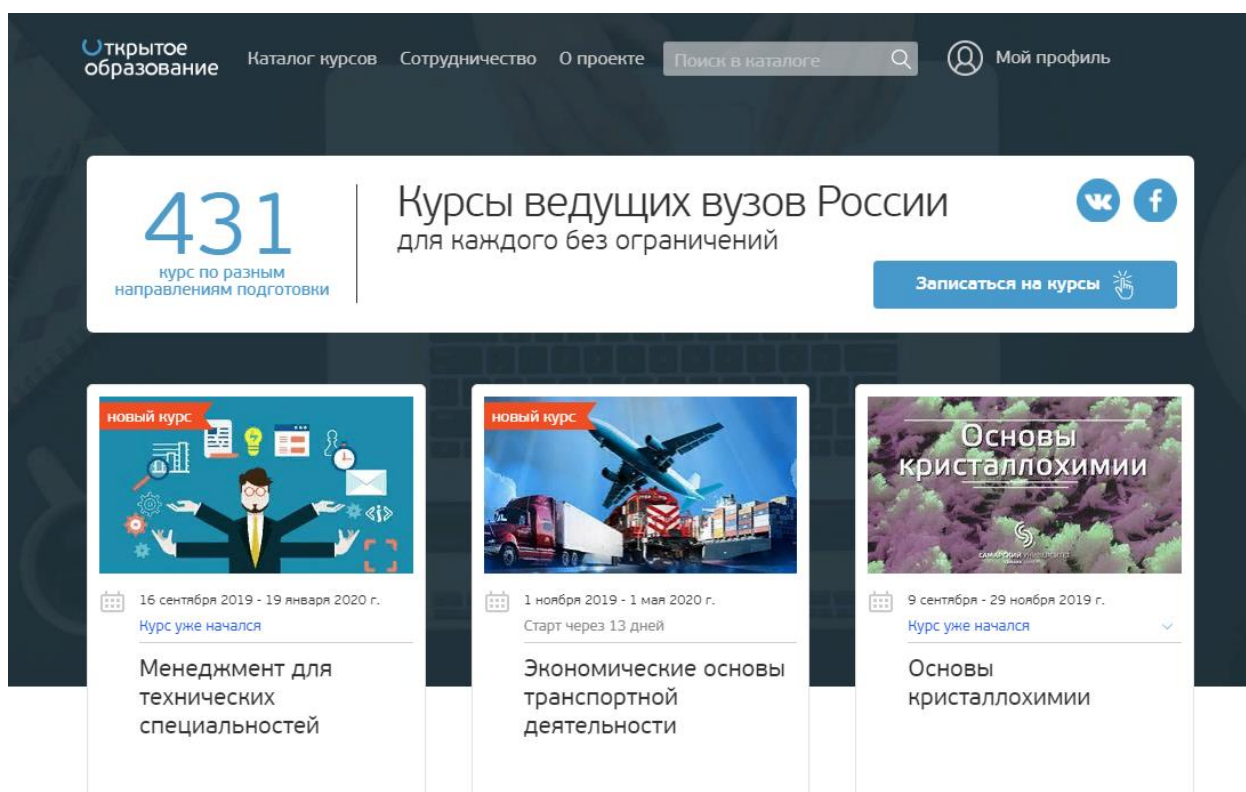 Открытое
образование
Каталог курсов
Сотрудничество
О проекте
Поиск в каталоге
Мой профиль
431
курс по разным
направлениям подготовки
Курсы ведущих вузов России
для каждого без ограничений
Записаться на курсы
новый курс
16 сентября 2019 - 19 января 2020 г.
Курс уже начался
Менеджмент для
технических
специальностей
новый курс
1 ноября 2019 - 1 мая 2020 г.
Старт через 13 дней
Экономические основы
транспортной
деятельности
Основы
кристаллохимии
САМАРСКИЙ УНИВЕРСИТЕТ
9 сентября - 29 ноября 2019 г.
Курс уже начался
Основы
кристаллохимии